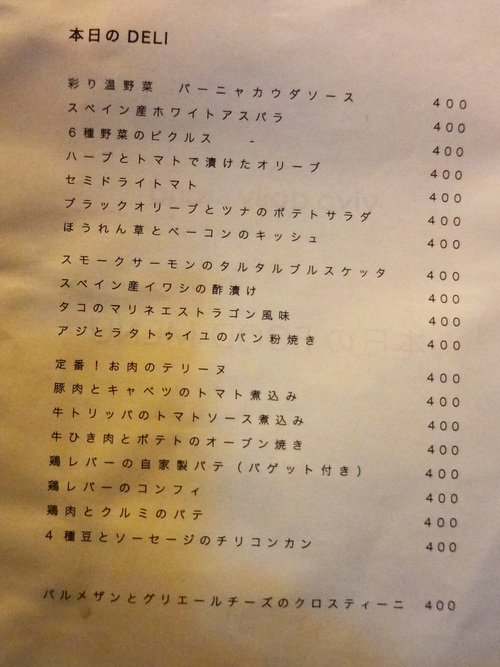 本日の DELI
彩り温野菜　バーニャカウダソース 400
スペイン産ホワイトアスパラ 400
6種野菜のピクルス 400
ハーブとトマトで漬けたオリーブ 400
セミドライトマト 400
ブラックオリーブとツナのポテトサラダ 400
ほうれん草とベーコンのキッシュ 400
スモークサーモンのタルタルブルスケッタ 400
スペイン産イワシの酢漬け 400
タコのマリネエストラゴン風味 400
アジとラタトゥイユのパン粉焼き 400
定番！お肉のテリーヌ 400
豚肉とキャベツのトマト煮込み 400
牛トリッパのトマトソース煮込み 400
牛ひき肉とポテトのオーブン焼き 400
鶏レバーの自家製パテ（バゲット付き） 400
鶏レバーのコンフィ 400
鶏肉とクルミのパテ 400
4種豆とソーセージのチリコンカン 400
パルメザンとグリエールチーズのクロスティーニ 400